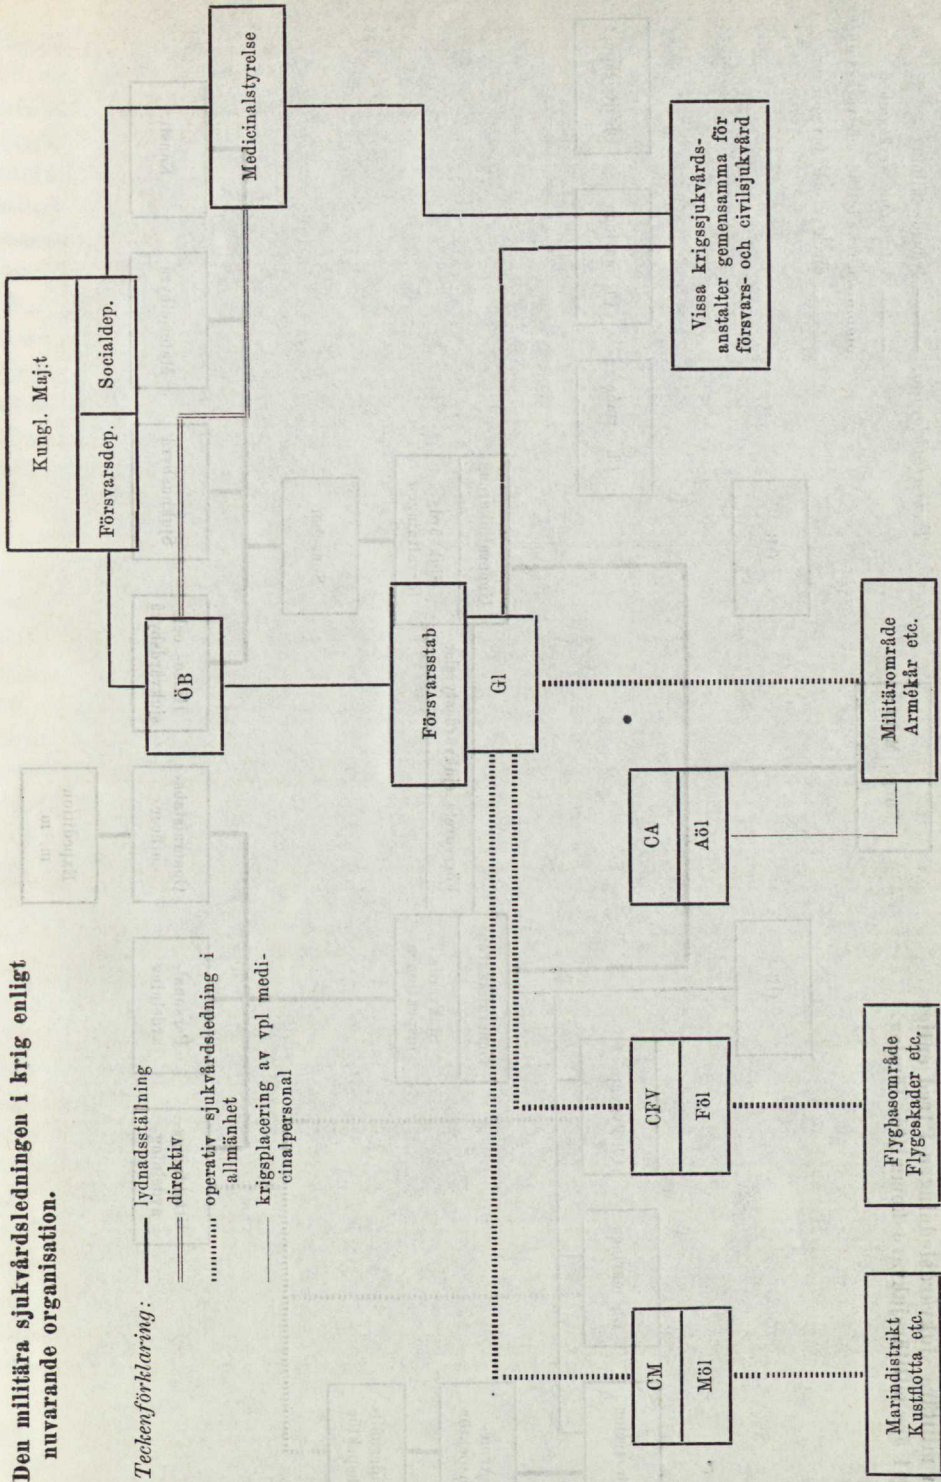 Den militära sjukvårdsledningen i krig enligt
nuvarande organisation.
Teckenförklaring:
lydnadsställning
direktiv
operativ sjukvårdsledning i
allmänhet
krigsplacering av vpl medi-
cinalpersonal
Kungl. Maj:t
Försvarsdep.
Socialdep.
ÖB
Medicinalstyrelse
Försvarsstab
Gl
Vissa krigssjukvårds-
anstalter gemensamma för
försvars- och civilsjukvård
CM
Möl
CFV
Föl
CA
Aöl
Marindistrikt
Kustflotta etc.
Flygbasområde
Flygeskader etc.
Militärområde
Armékår etc.